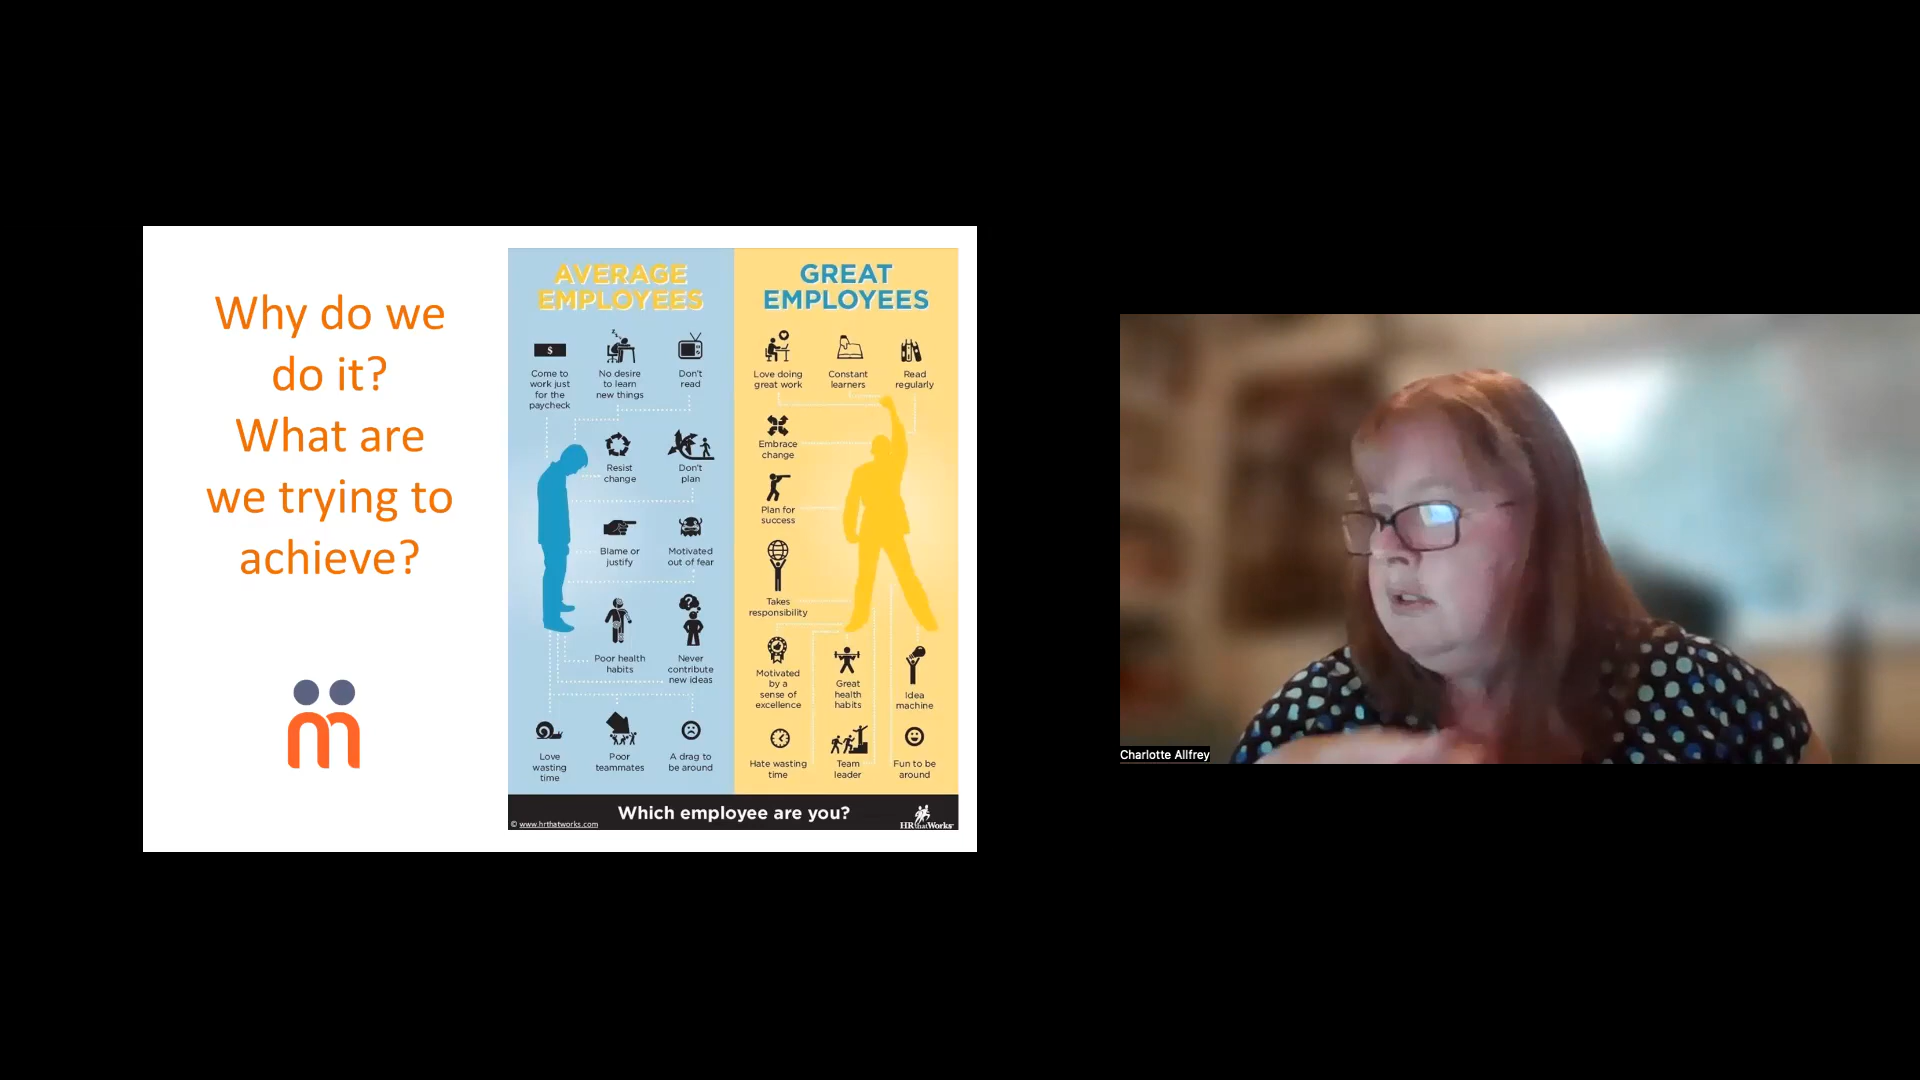 Why do we
do it?
What are
we trying to
achieve?
AVERAGE
EMPLOYEES
$
Come to
work just
for the
paycheck
No desire
to learn
new things
Don't
read
Resist
change
Don't
plan
Blame or
justify
Motivated
out of fear
Poor health
habits
?
Never
contribute
new ideas
Love
wasting
time
Poor
teammates
A drag to
be around
GREAT
EMPLOYEES
Love doing
great work
Constant
learners
Read
regularly
Embrace
change
Plan for
success
Takes
responsibility
Motivated
by a
sense of
excellence
Great
health
habits
Idea
machine
Hate wasting
time
Team
leader
Fun to be
around
© www.hrthatworks.com
Which employee are you?
HRthatWorks
Charlotte Allfrey